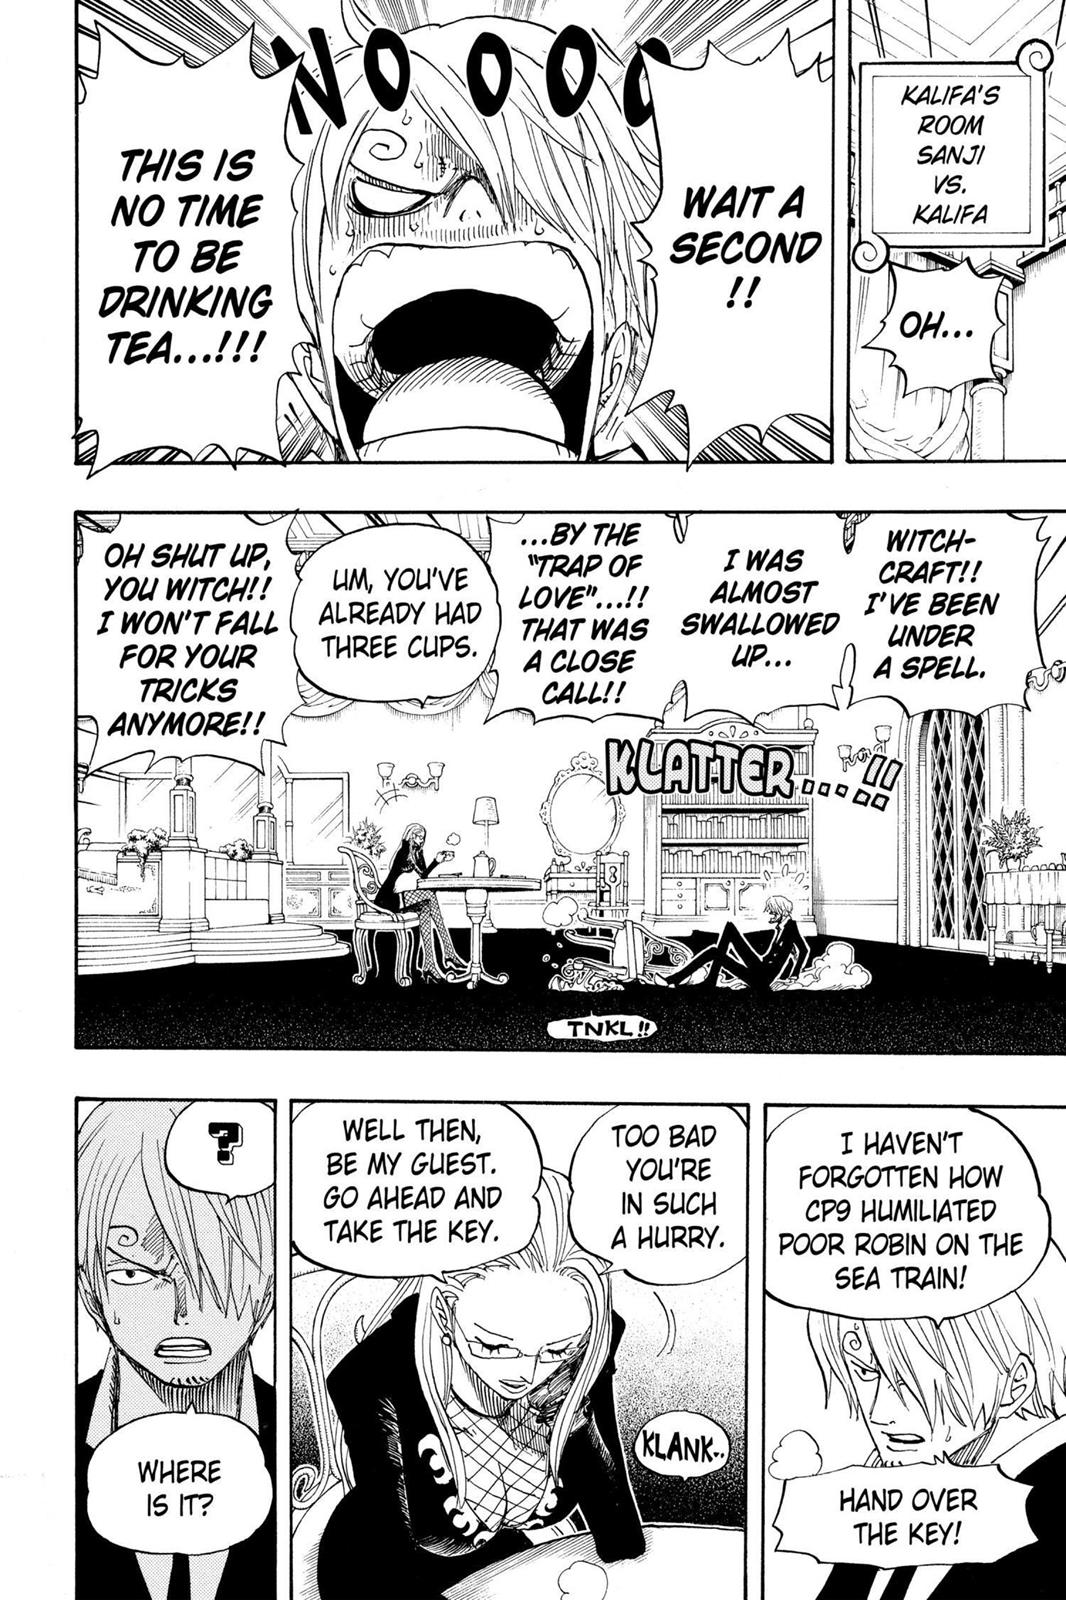 KALIFA'S
ROOM
SANJI
VS.
KALIFA
OH...
NO OOOO
WAIT A
SECOND
!!
THIS IS
NO TIME
TO BE
DRINKING
TEA...!!!
WITCH-
CRAFT!!
I'VE BEEN
UNDER
A SPELL.
I WAS
ALMOST
SWALLOWED
UP...
...BY THE
"TRAP OF
LOVE"...!!
THAT WAS
A CLOSE
CALL!!
UM, YOU'VE
ALREADY HAD
THREE CUPS.
OH SHUT UP,
YOU WITCH!!
I WON'T FALL
FOR YOUR
TRICKS
ANYMORE!!
KLATTER...!!
TNKL!!
I HAVEN'T
FORGOTTEN HOW
CP9 HUMILIATED
POOR ROBIN ON THE
SEA TRAIN!
HAND OVER
THE KEY!
TOO BAD
YOU'RE
IN SUCH
A HURRY.
WELL THEN,
BE MY GUEST.
GO AHEAD AND
TAKE THE KEY.
KLANK..
?
WHERE
IS IT?